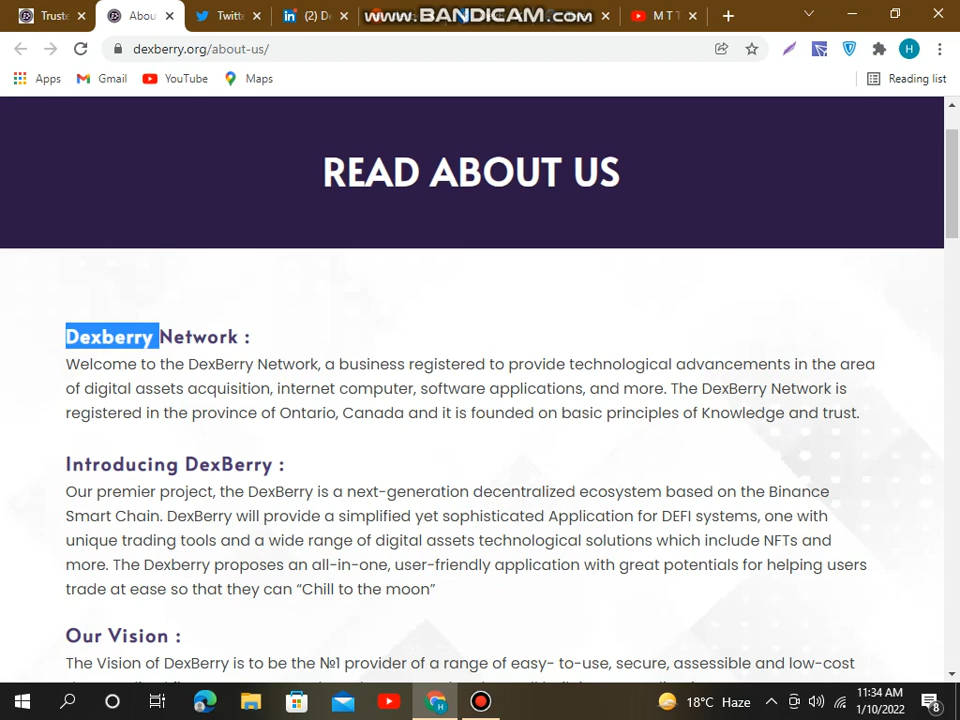 Truste
Abou
Twitt
(2) D
www.BANDICAM.com
M T T
dexberry.org/about-us/
H
Apps
Gmail
YouTube
Maps
Reading list
READ ABOUT US
Dexberry Network :
Welcome to the DexBerry Network, a business registered to provide technological advancements in the area
of digital assets acquisition, internet computer, software applications, and more. The DexBerry Network is
registered in the province of Ontario, Canada and it is founded on basic principles of Knowledge and trust.
Introducing DexBerry :
Our premier project, the DexBerry is a next-generation decentralized ecosystem based on the Binance
Smart Chain. DexBerry will provide a simplified yet sophisticated Application for DEFI systems, one with
unique trading tools and a wide range of digital assets technological solutions which include NFTs and
more. The Dexberry proposes an all-in-one, user-friendly application with great potentials for helping users
trade at ease so that they can “Chill to the moon”
Our Vision :
The Vision of DexBerry is to be the №1 provider of a range of easy- to-use, secure, assessible and low-cost
18°C Haze
11:34 AM
1/10/2022
8